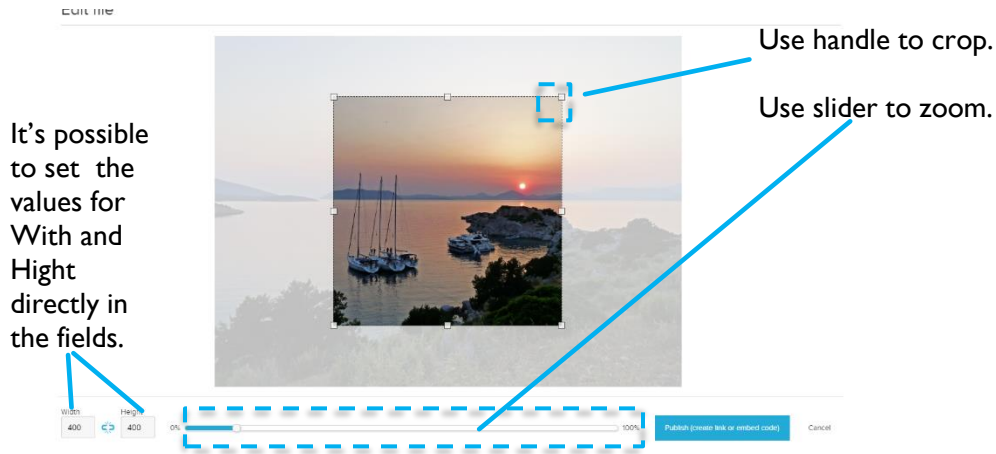 Edit file
Use handle to crop.
Use slider to zoom.
It’s possible
to set the
values for
With and
Hight
directly in
the fields.
Width Height
400 400 0% 100% Publish (create link or embed code) Cancel